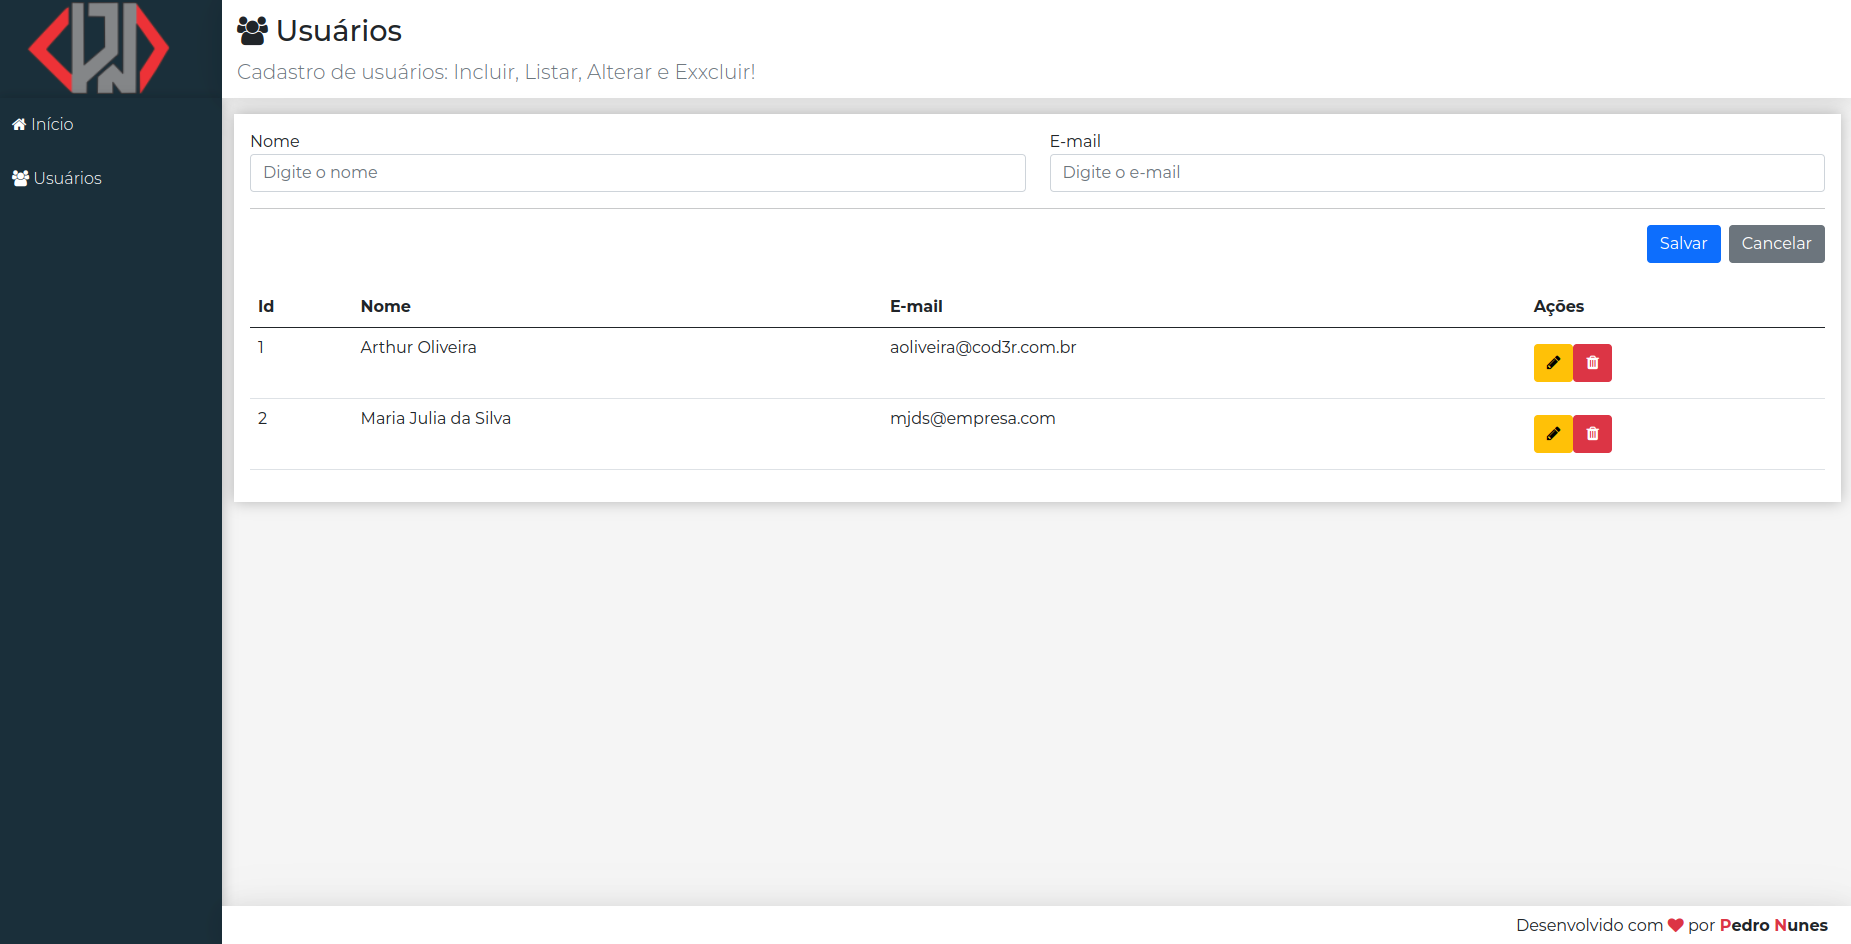 Usuários
Cadastro de usuários: Incluir, Listar, Alterar e Exxcluir!
Início
Usuários
Nome E-mail
Digite o nome Digite o e-mail
Salvar Cancelar
Id Nome E-mail Ações
1 Arthur Oliveira aoliveira@cod3r.com.br
2 Maria Julia da Silva mjds@empresa.com
Desenvolvido com por Pedro Nunes